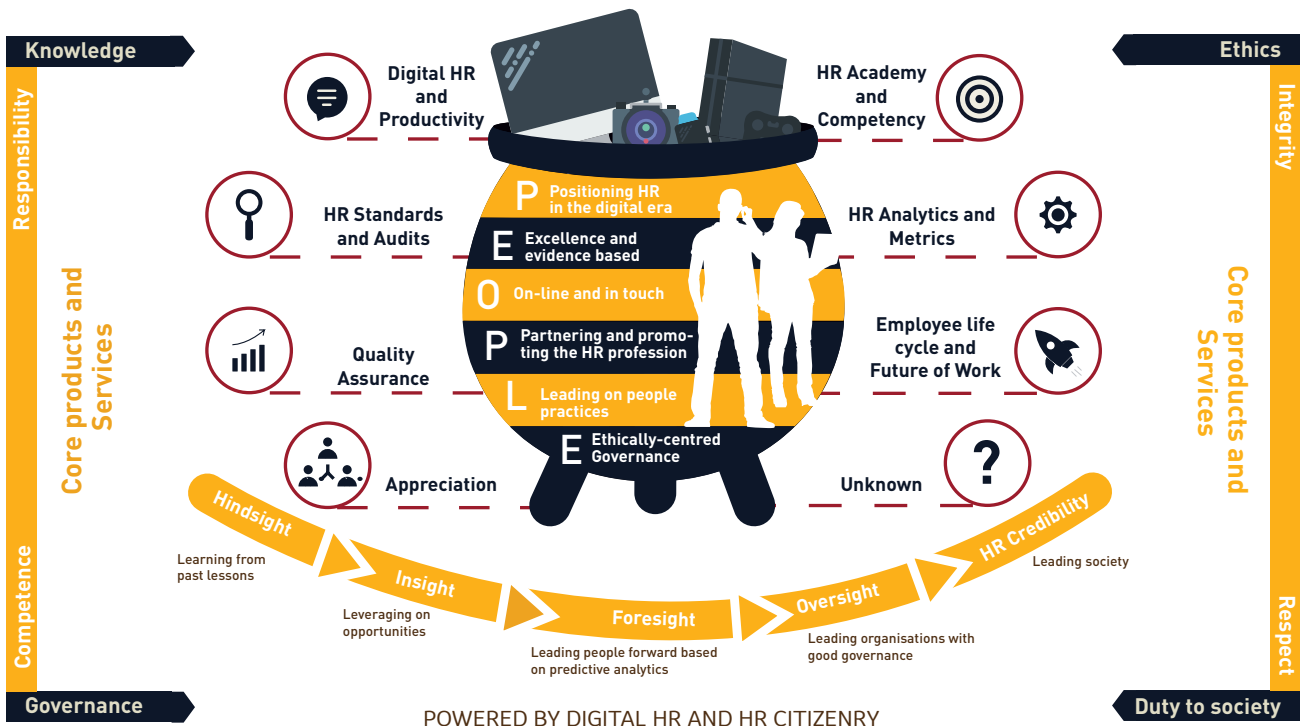 Knowledge
Ethics
Responsibility
Competence
Integrity
Respect
Core products and
Services
Core products and
Services
Digital HR
and
Productivity
HR Academy
and
Competency
HR Standards
and Audits
HR Analytics and
Metrics
Quality
Assurance
Employee life
cycle and
Future of Work
Appreciation
Unknown
?
P Positioning HR
in the digital era
E Excellence and
evidence based
O On-line and in touch
P Partnering and promo-
ting the HR profession
L Leading on people
practices
E Ethically-centred
Governance
Hindsight
Learning from
past lessons
Insight
Leveraging on
opportunities
Foresight
Leading people forward based
on predictive analytics
Oversight
Leading organisations with
good governance
HR Credibility
Leading society
Governance
Duty to society
POWERED BY DIGITAL HR AND HR CITIZENRY